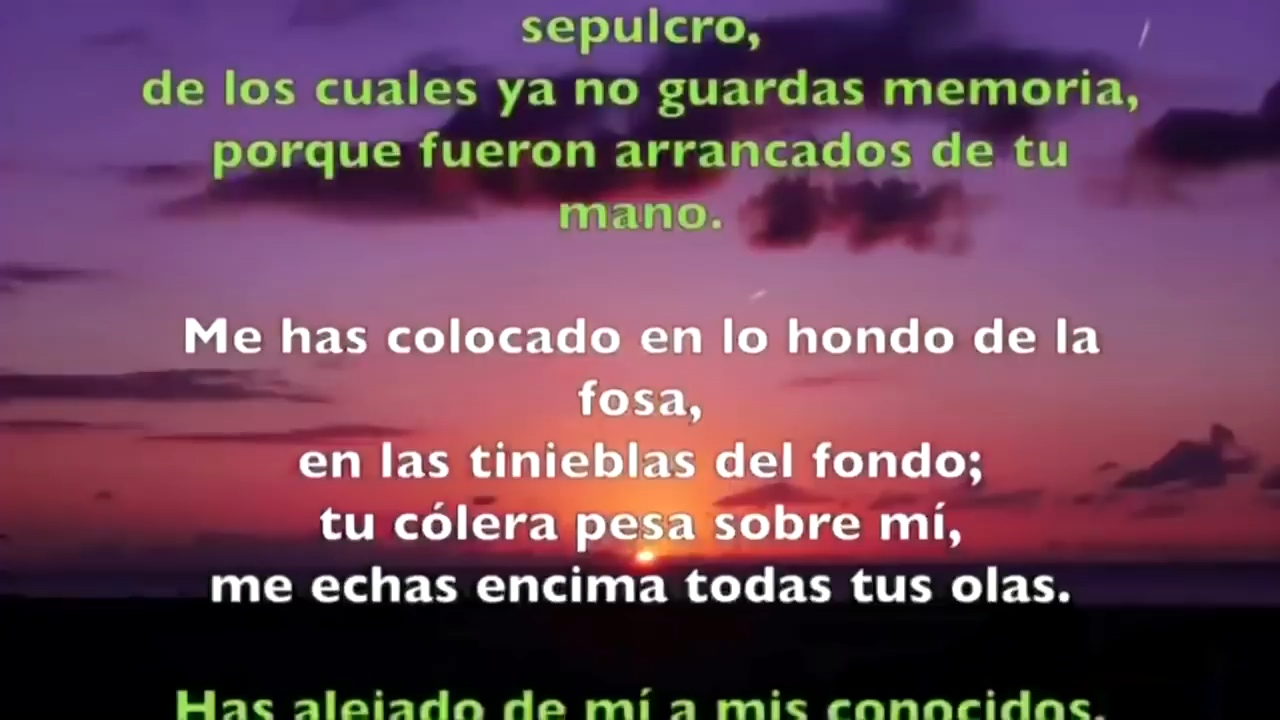 sepulcro,
de los cuales ya no guardas memoria,
porque fueron arrancados de tu
mano.
Me has colocado en lo hondo de la
fosa,
en las tinieblas del fondo;
tu cólera pesa sobre mí,
me echas encima todas tus olas.
Has alejado de mí a mis conocidos,